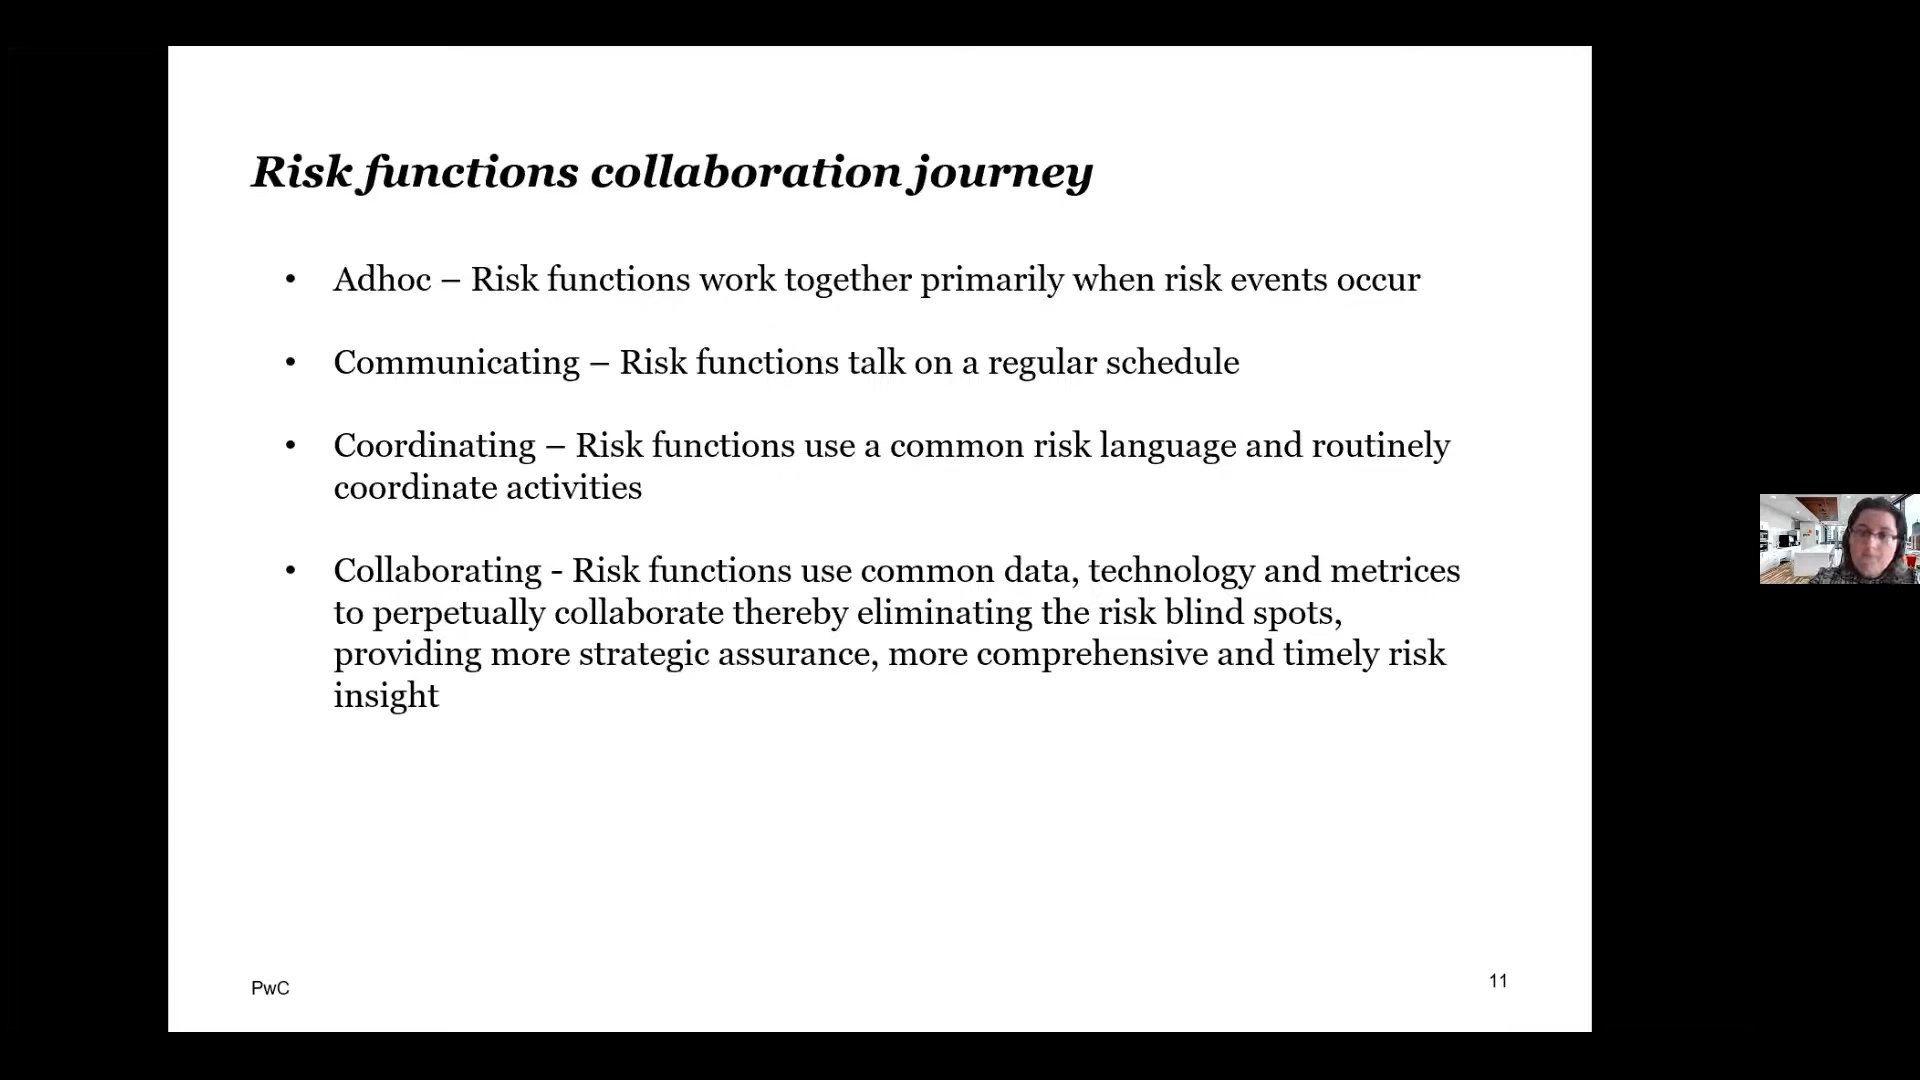 Risk functions collaboration journey
• Adhoc – Risk functions work together primarily when risk events occur
• Communicating – Risk functions talk on a regular schedule
• Coordinating – Risk functions use a common risk language and routinely
coordinate activities
• Collaborating - Risk functions use common data, technology and metrices
to perpetually collaborate thereby eliminating the risk blind spots,
providing more strategic assurance, more comprehensive and timely risk
insight
PwC
11